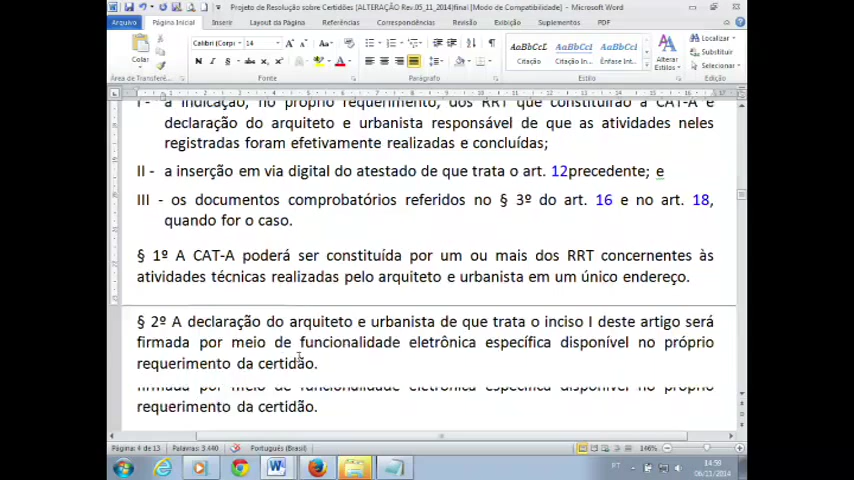 Projeto de Resolução sobre Certidões (ALTERAÇÃO Rev.05_11_2014)final [Modo de Compatibilidade] - Microsoft Word
Arquivo Página Inicial Inserir Layout da Página Referências Correspondências Revisão Exibição Suplementos PDF
Colar
Calibri (Corpo) 14
AaBbCcL AaBbCcI AaBbCcI
Citação Citação In... Ênfase Int...
Alterar Estilos
Localizar
Substituir
Selecionar
Área de Transferê... Fonte Parágrafo Estilo Edição
I - a indicação, no próprio requerimento, dos RRT que constituirão a CAT-A e
declaração do arquiteto e urbanista responsável de que as atividades neles
registradas foram efetivamente realizadas e concluídas;
II - a inserção em via digital do atestado de que trata o art. 12precedente; e
III - os documentos comprobatórios referidos no § 3º do art. 16 e no art. 18,
quando for o caso.
§ 1º A CAT-A poderá ser constituída por um ou mais dos RRT concernentes às
atividades técnicas realizadas pelo arquiteto e urbanista em um único endereço.
§ 2º A declaração do arquiteto e urbanista de que trata o inciso I deste artigo será
firmada por meio de funcionalidade eletrônica específica disponível no próprio
requerimento da certidão.
firmada por meio de funcionalidade eletrônica específica disponível no próprio
requerimento da certidão.
Página: 4 de 13 Palavras: 3.440 Português (Brasil) 146%
PT 14:59
06/11/2014